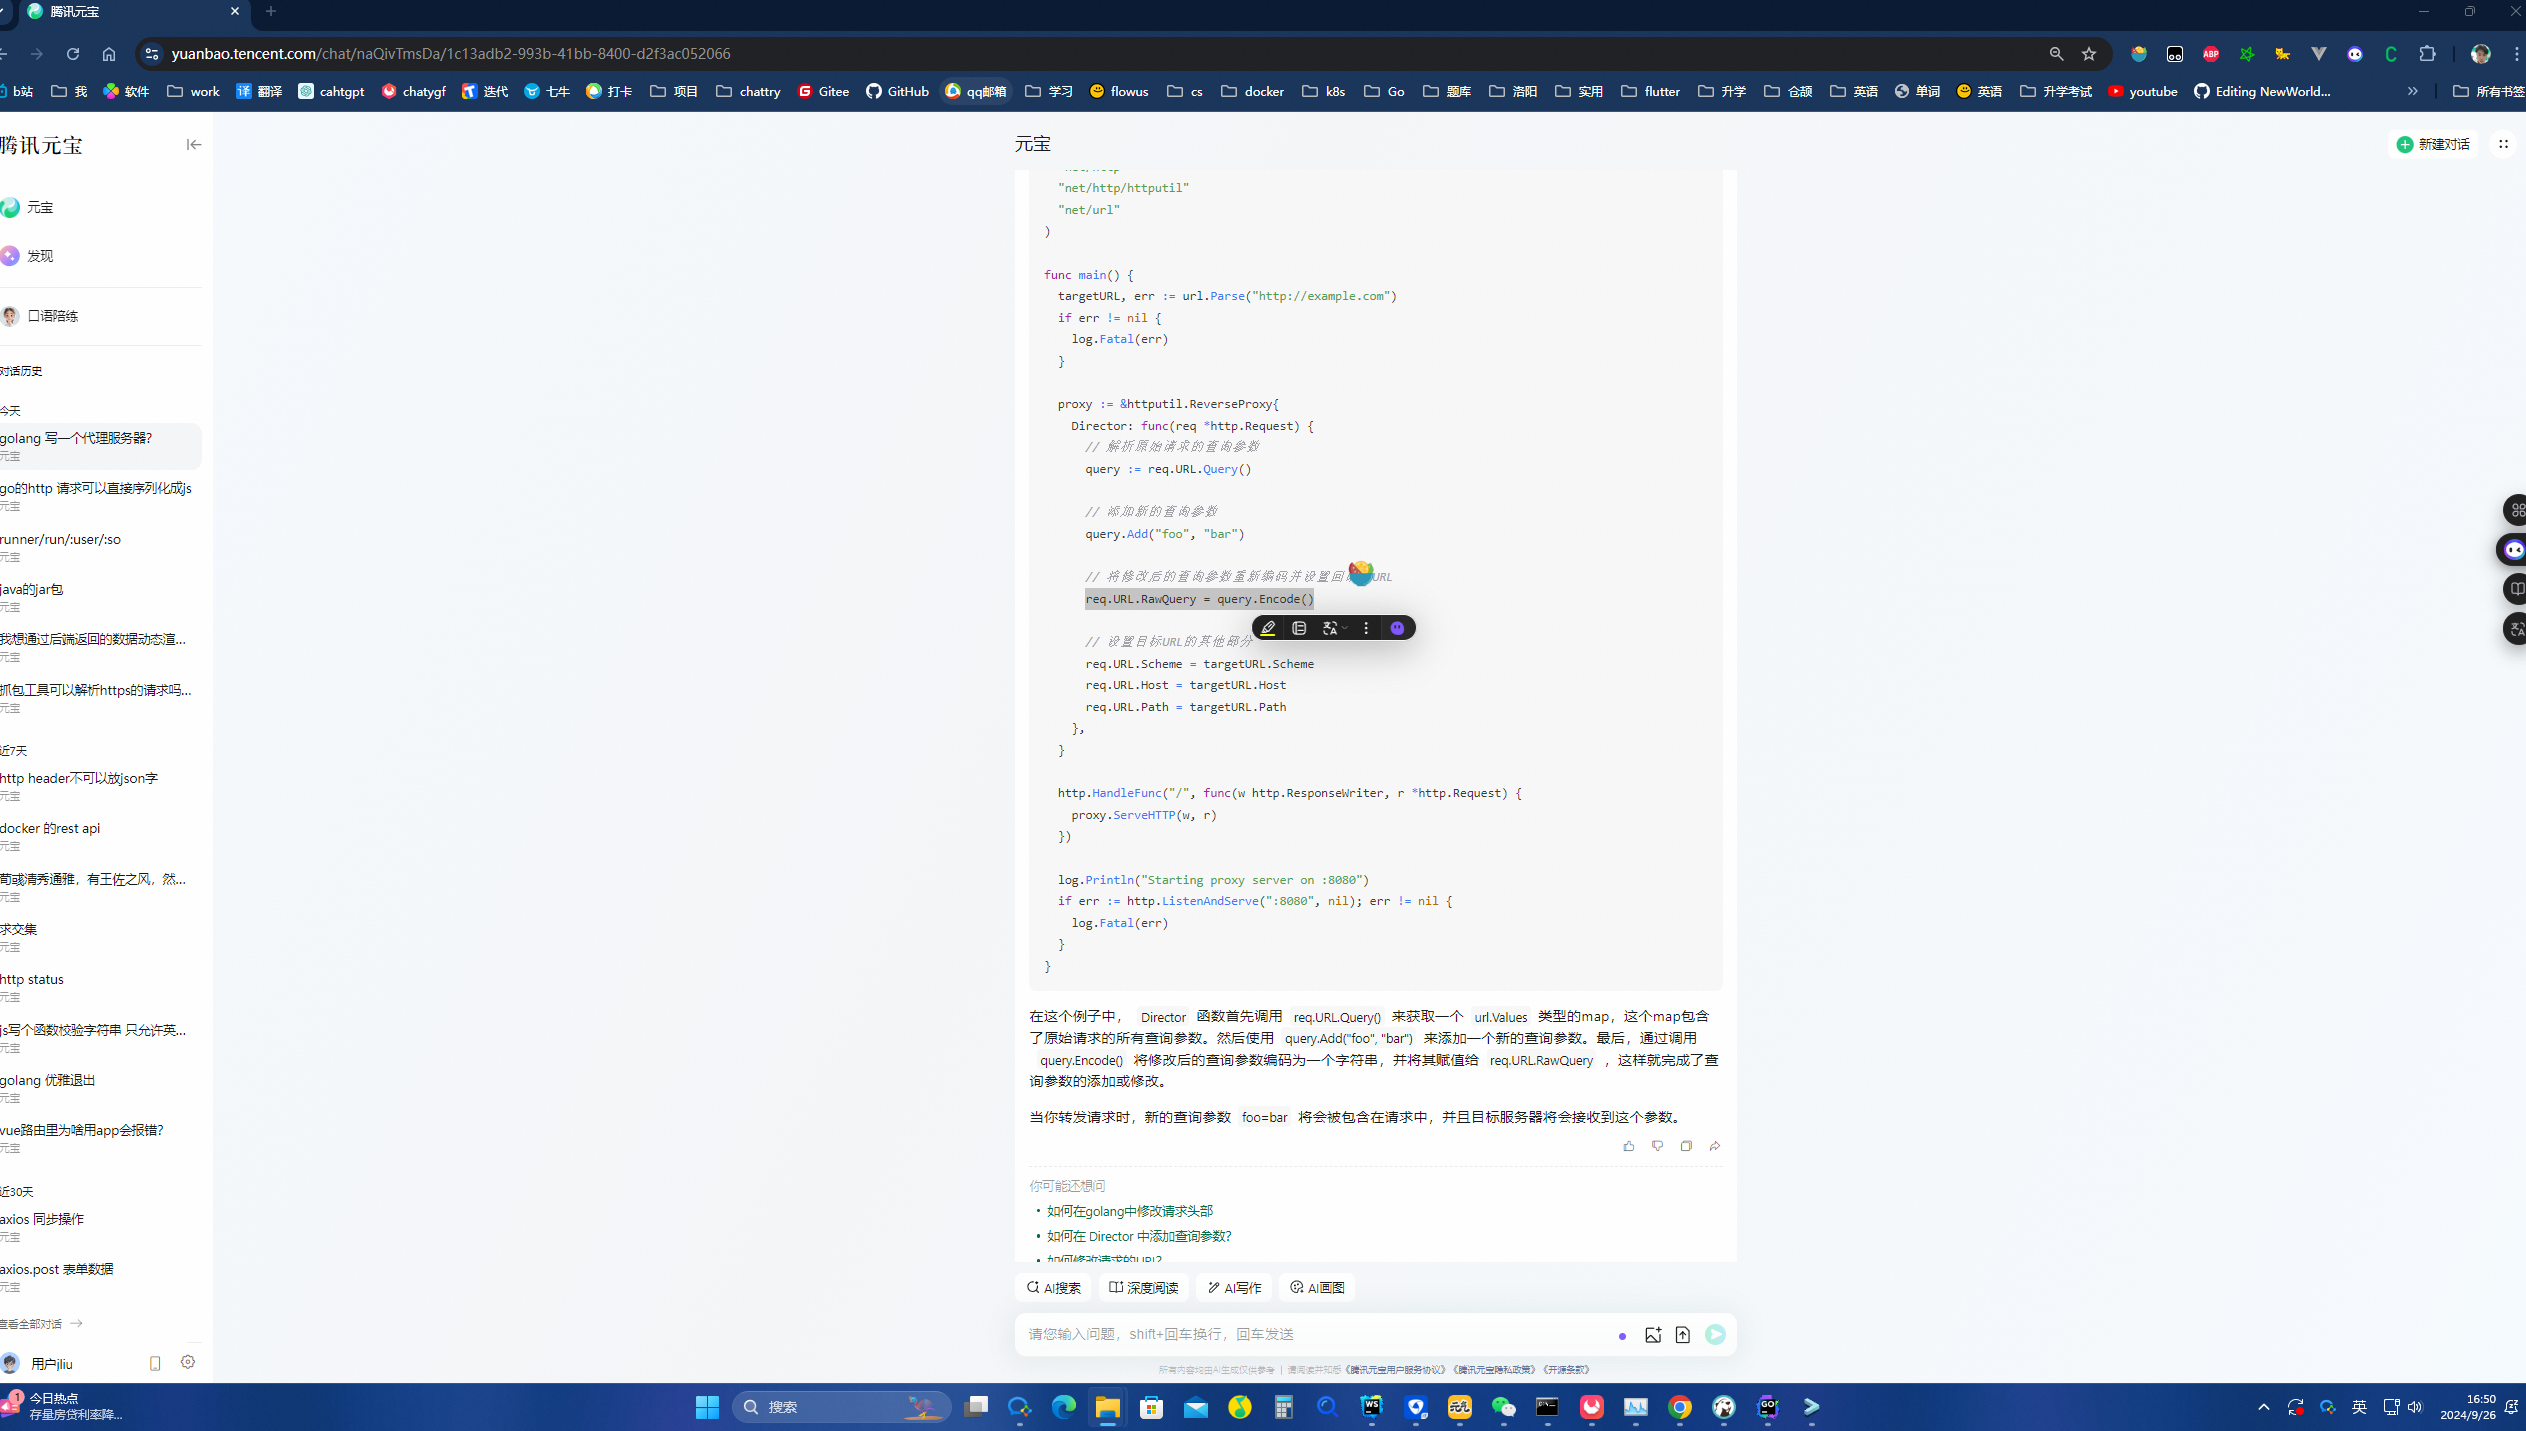 腾讯元宝
yuanbao.tencent.com/chat/naQivTmsDa/1c13adb2-993b-41bb-8400-d2f3ac052066
b站 我 软件 work 翻译 cahtgpt chatygf 迭代 七牛 打卡 项目 chattry Gitee GitHub qq邮箱 学习 flowus cs docker k8s Go 题库 洛阳 实用 flutter 升学 仓颉 英语 单词 英语 升学考试 youtube Editing NewWorld... 所有书签
腾讯元宝
元宝
发现
口语陪练
对话历史
今天
golang 写一个代理服务器?
元宝
go的http 请求可以直接序列化成js
元宝
runner/run/:user/:so
元宝
java的jar包
元宝
我想通过后端返回的数据动态渲...
元宝
抓包工具可以解析https的请求吗...
元宝
近7天
http header不可以放json字
元宝
docker 的rest api
元宝
荀彧清秀通雅，有王佐之风，然...
元宝
求交集
元宝
http status
元宝
js写个函数校验字符串 只允许英...
元宝
golang 优雅退出
元宝
vue路由里为啥用app会报错?
元宝
近30天
axios 同步操作
元宝
axios.post 表单数据
元宝
查看全部对话
用户jliu
元宝
新建对话
"net/http/httputil"
"net/url"
)
func main() {
targetURL, err := url.Parse("http://example.com")
if err != nil {
log.Fatal(err)
}
proxy := &httputil.ReverseProxy{
Director: func(req *http.Request) {
// 解析原始请求的查询参数
query := req.URL.Query()
// 添加新的查询参数
query.Add("foo", "bar")
// 将修改后的查询参数重新编码并设置回 URL
req.URL.RawQuery = query.Encode()
// 设置目标URL的其他部分
req.URL.Scheme = targetURL.Scheme
req.URL.Host = targetURL.Host
req.URL.Path = targetURL.Path
},
}
http.HandleFunc("/", func(w http.ResponseWriter, r *http.Request) {
proxy.ServeHTTP(w, r)
})
log.Println("Starting proxy server on :8080")
if err := http.ListenAndServe(":8080", nil); err != nil {
log.Fatal(err)
}
}
在这个例子中， Director 函数首先调用 req.URL.Query() 来获取一个 url.Values 类型的map，这个map包含
了原始请求的所有查询参数。然后使用 query.Add("foo", "bar") 来添加一个新的查询参数。最后，通过调用
query.Encode() 将修改后的查询参数编码为一个字符串，并将其赋值给 req.URL.RawQuery ，这样就完成了查
询参数的添加或修改。
当你转发请求时，新的查询参数 foo=bar 将会被包含在请求中，并且目标服务器将会接收到这个参数。
你可能还想问
• 如何在golang中修改请求头部
• 如何在 Director 中添加查询参数?
• 如何修改请求的URL?
AI搜索 深度阅读 AI写作 AI画图
请您输入问题，shift+回车换行，回车发送
所有内容均由AI生成仅供参考 | 请阅读并知悉《腾讯元宝用户服务协议》《腾讯元宝隐私政策》《开源条款》
1 今日热点
存量房贷利率降...
搜索
英
16:50
2024/9/26